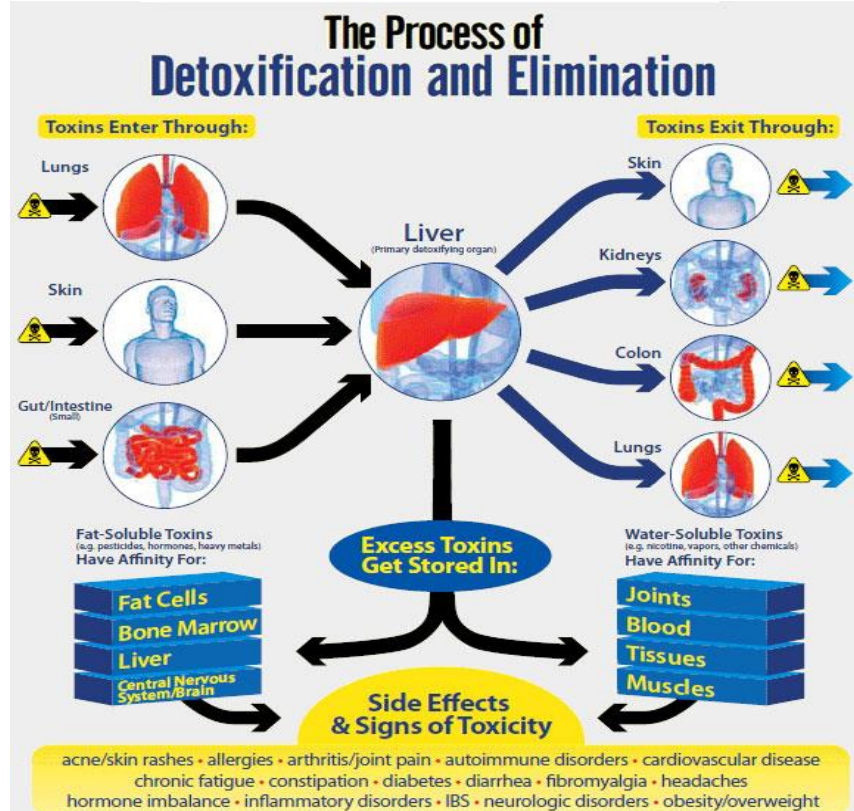 The Process of
Detoxification and Elimination
Toxins Enter Through:
Lungs
Skin
Gut/Intestine
(Small)
Liver
(Primary detoxifying organ)
Toxins Exit Through:
Skin
Kidneys
Colon
Lungs
Excess Toxins
Get Stored In:
Fat-Soluble Toxins
(e.g. pesticides, hormones, heavy metals)
Have Affinity For:
Fat Cells
Bone Marrow
Liver
Central Nervous
System/Brain
Water-Soluble Toxins
(e.g. nicotine, vapors, other chemicals)
Have Affinity For:
Joints
Blood
Tissues
Muscles
Side Effects
& Signs of Toxicity
acne/skin rashes • allergies • arthritis/joint pain • autoimmune disorders • cardiovascular disease
chronic fatigue • constipation • diabetes • diarrhea • fibromyalgia • headaches
hormone imbalance • inflammatory disorders • IBS • neurologic disorders • obesity/overweight